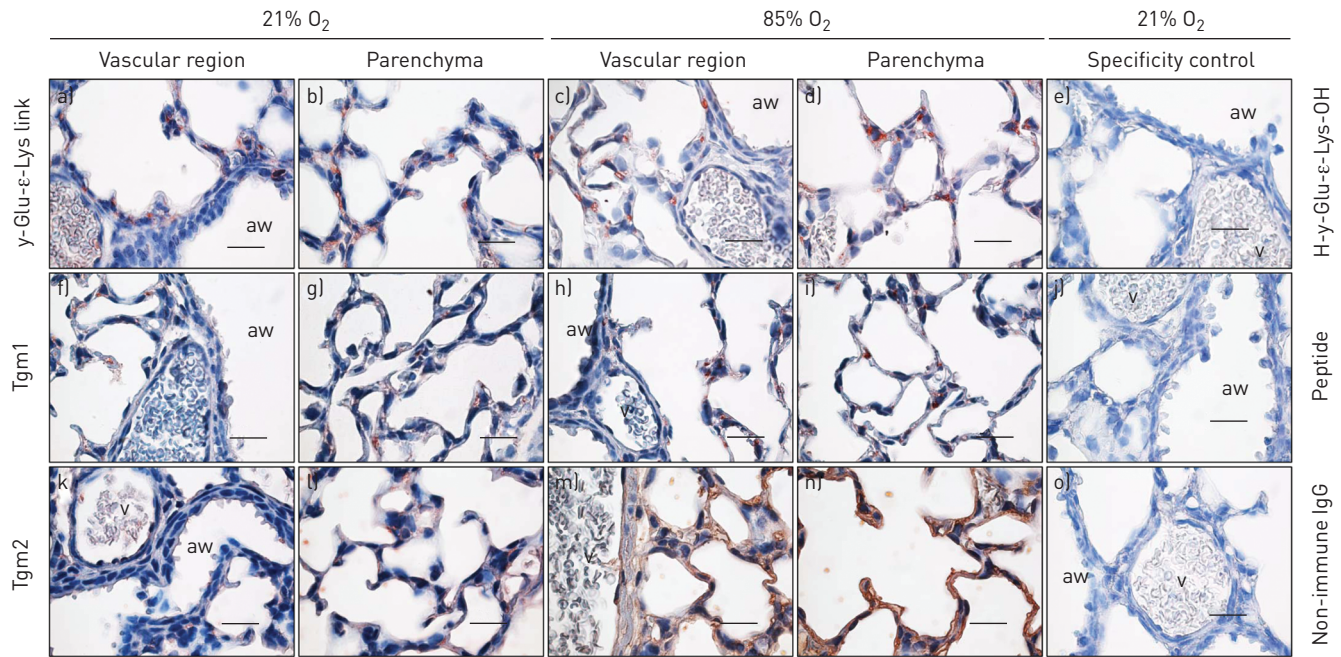 21% O₂ 85% O₂ 21% O₂
Vascular region Parenchyma Vascular region Parenchyma Specificity control
y-Glu-ε-Lys link
a) aw
b)
c) aw
d)
e) aw v
H-y-Glu-ε-Lys-OH
Tgm1
f) aw
g)
h) aw v
i)
j) v aw
Peptide
Tgm2
k) v aw
l)
m) v
n)
o) aw v
Non-immune IgG